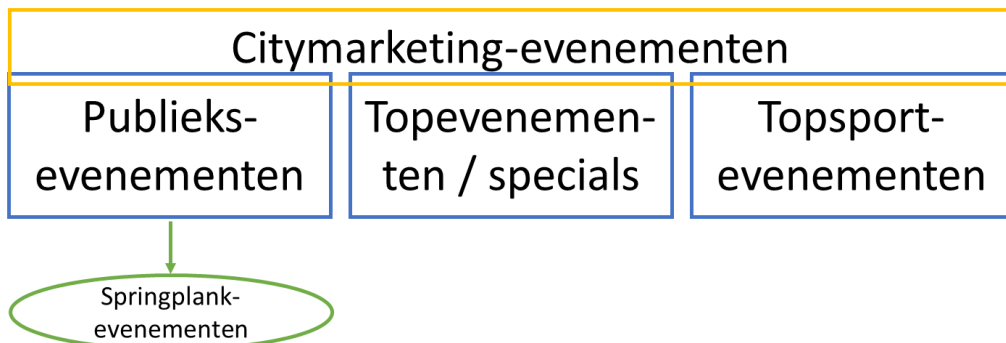 Citymarketing-evenementen
Publieks-
evenementen
Topevenemen-
ten / specials
Topsport-
evenementen
Springplank-
evenementen